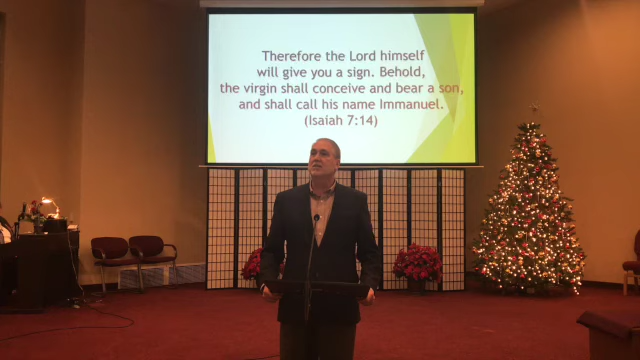 Therefore the Lord himself
will give you a sign. Behold,
the virgin shall conceive and bear a son,
and shall call his name Immanuel.
(Isaiah 7:14)